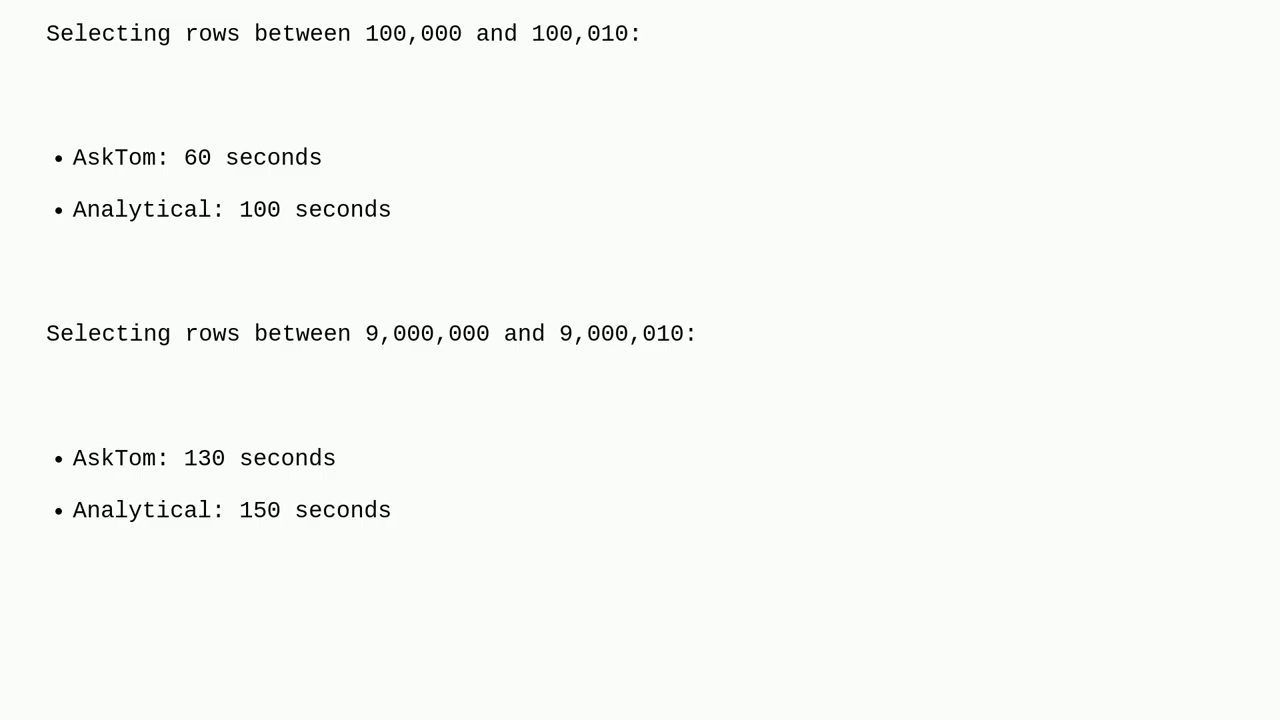 Selecting rows between 100,000 and 100,010:
• AskTom: 60 seconds
• Analytical: 100 seconds
Selecting rows between 9,000,000 and 9,000,010:
• AskTom: 130 seconds
• Analytical: 150 seconds